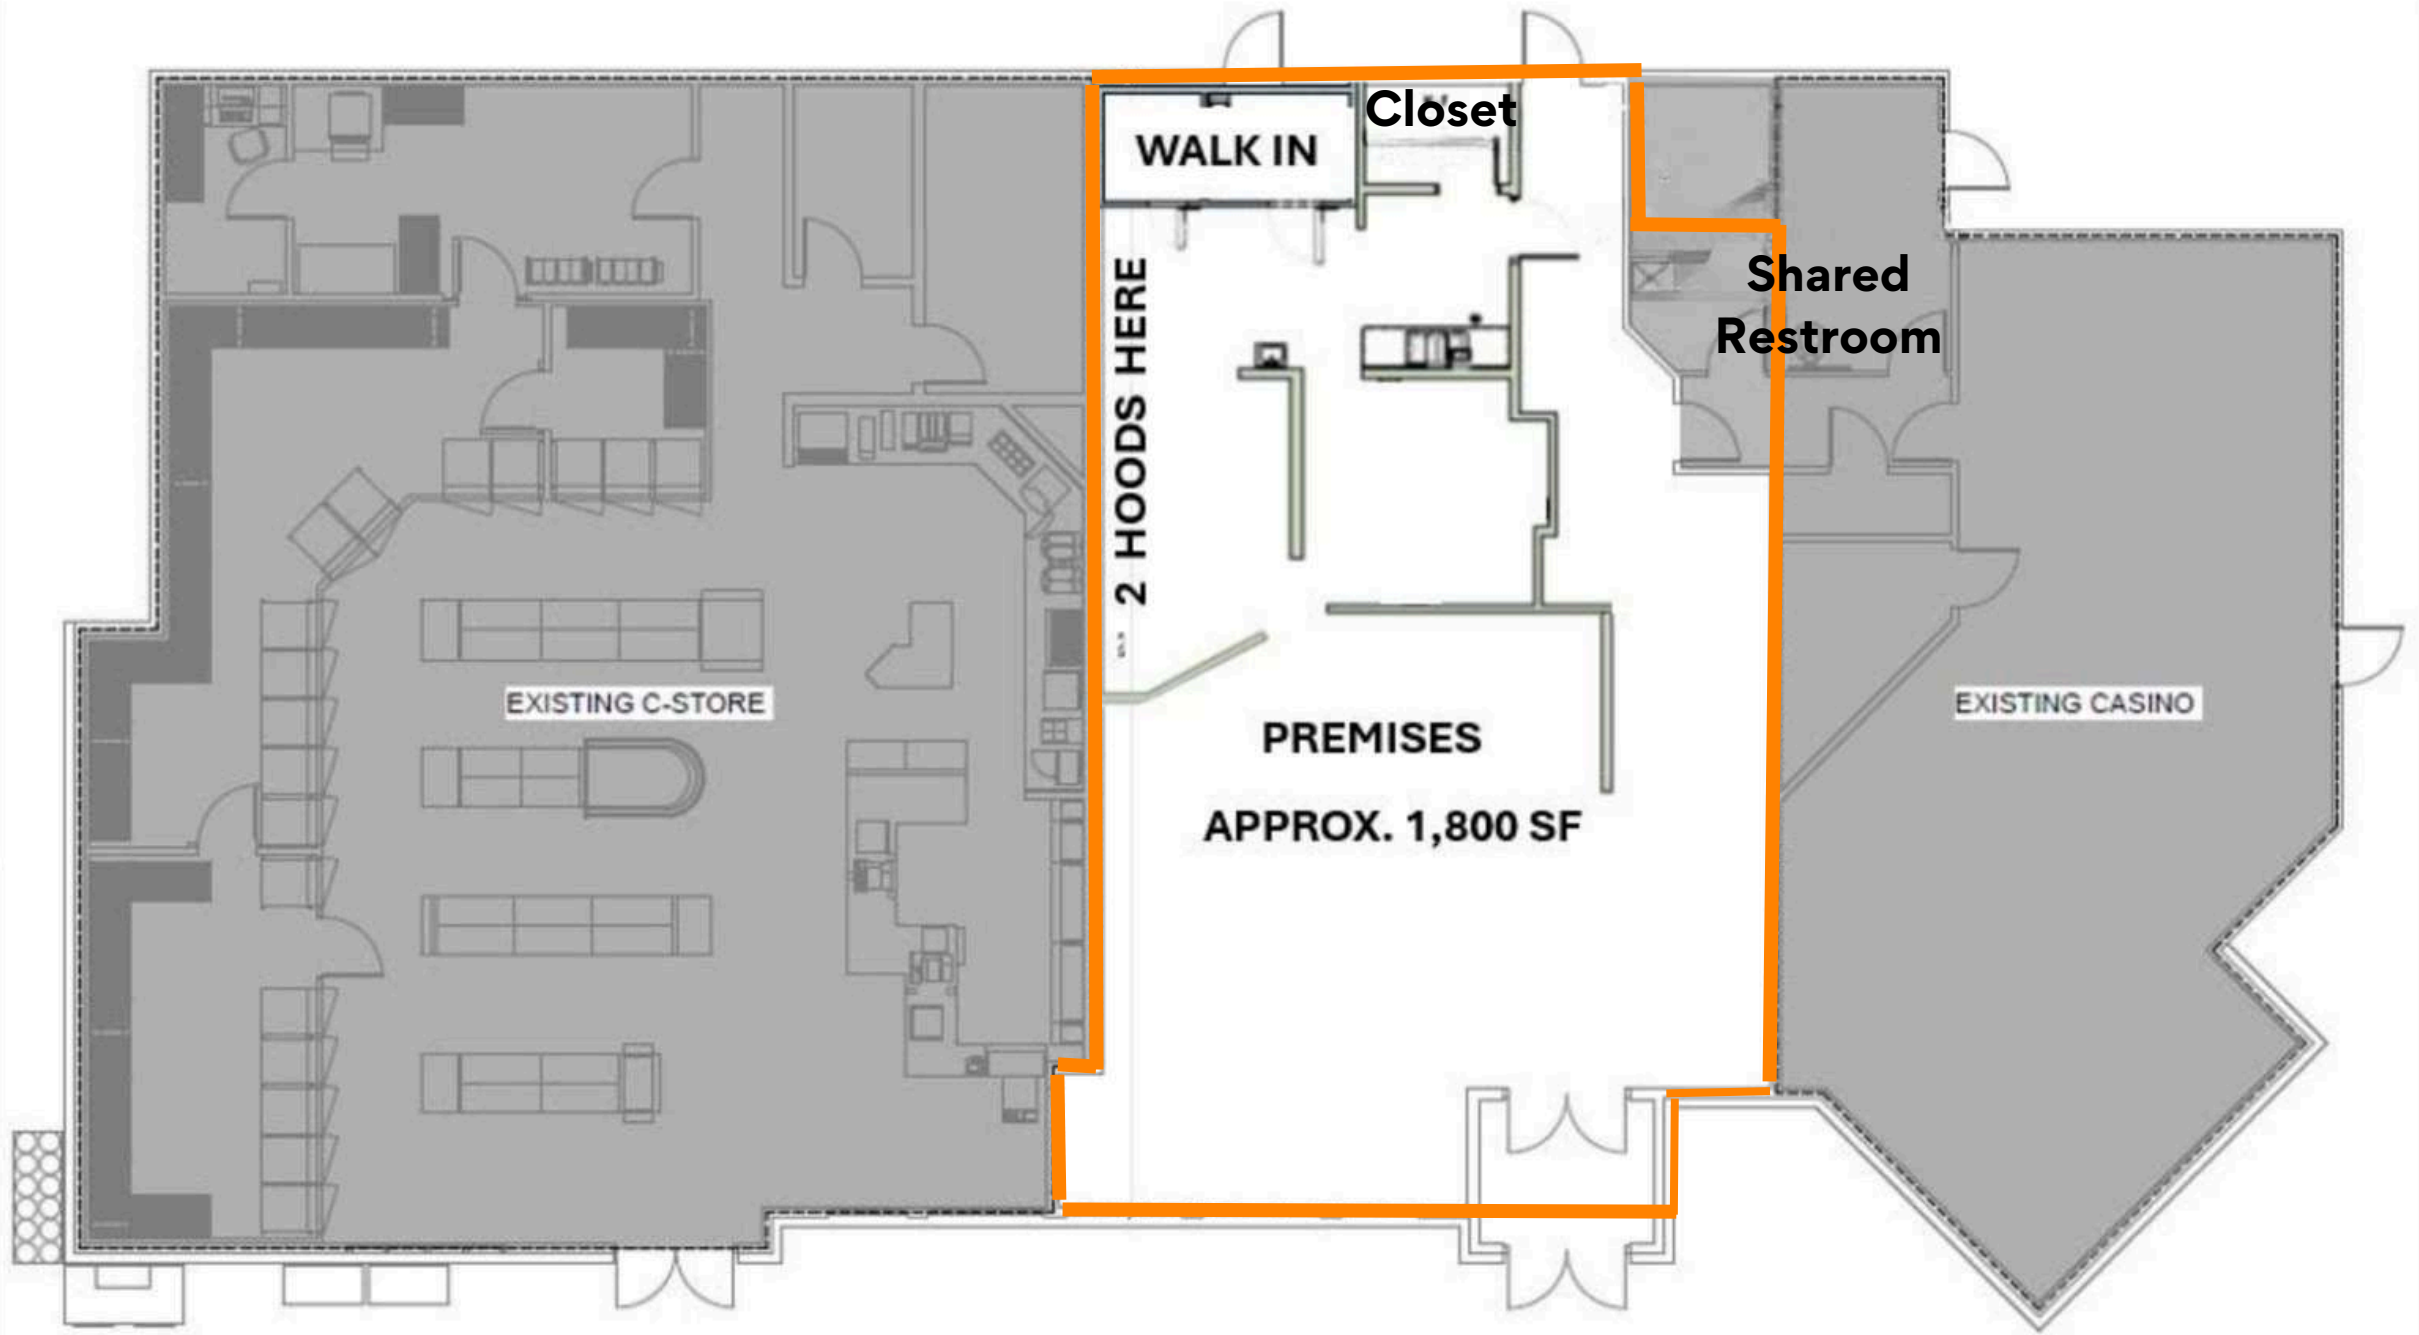 Closet
WALK IN
Shared
Restroom
2 HOODS HERE
EXISTING C-STORE
PREMISES
EXISTING CASINO
APPROX. 1,800 SF